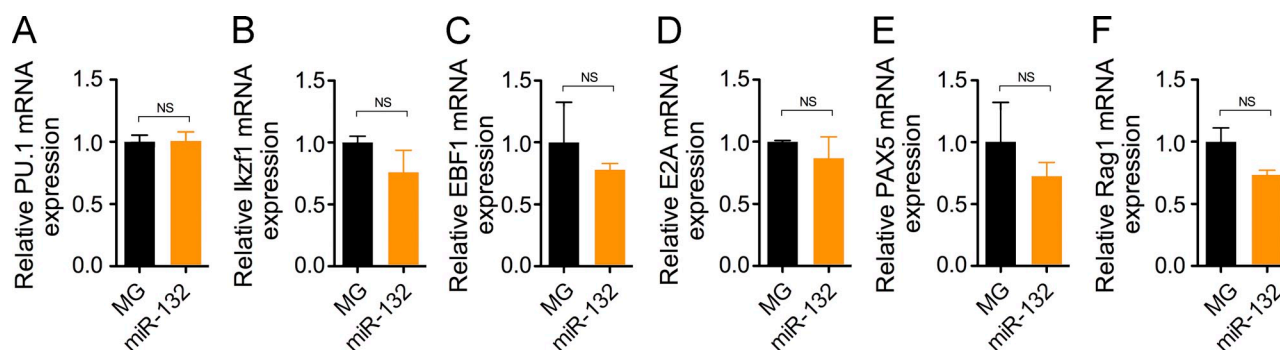 A
Relative PU.1 mRNA
expression
1.5
1.0
0.5
0.0
NS
MG
miR-132
B
Relative Ikzf1 mRNA
expression
1.5
1.0
0.5
0.0
NS
MG
miR-132
C
Relative EBF1 mRNA
expression
1.5
1.0
0.5
0.0
NS
MG
miR-132
D
Relative E2A mRNA
expression
1.5
1.0
0.5
0.0
NS
MG
miR-132
E
Relative PAX5 mRNA
expression
1.5
1.0
0.5
0.0
NS
MG
miR-132
F
Relative Rag1 mRNA
expression
1.5
1.0
0.5
0.0
NS
MG
miR-132